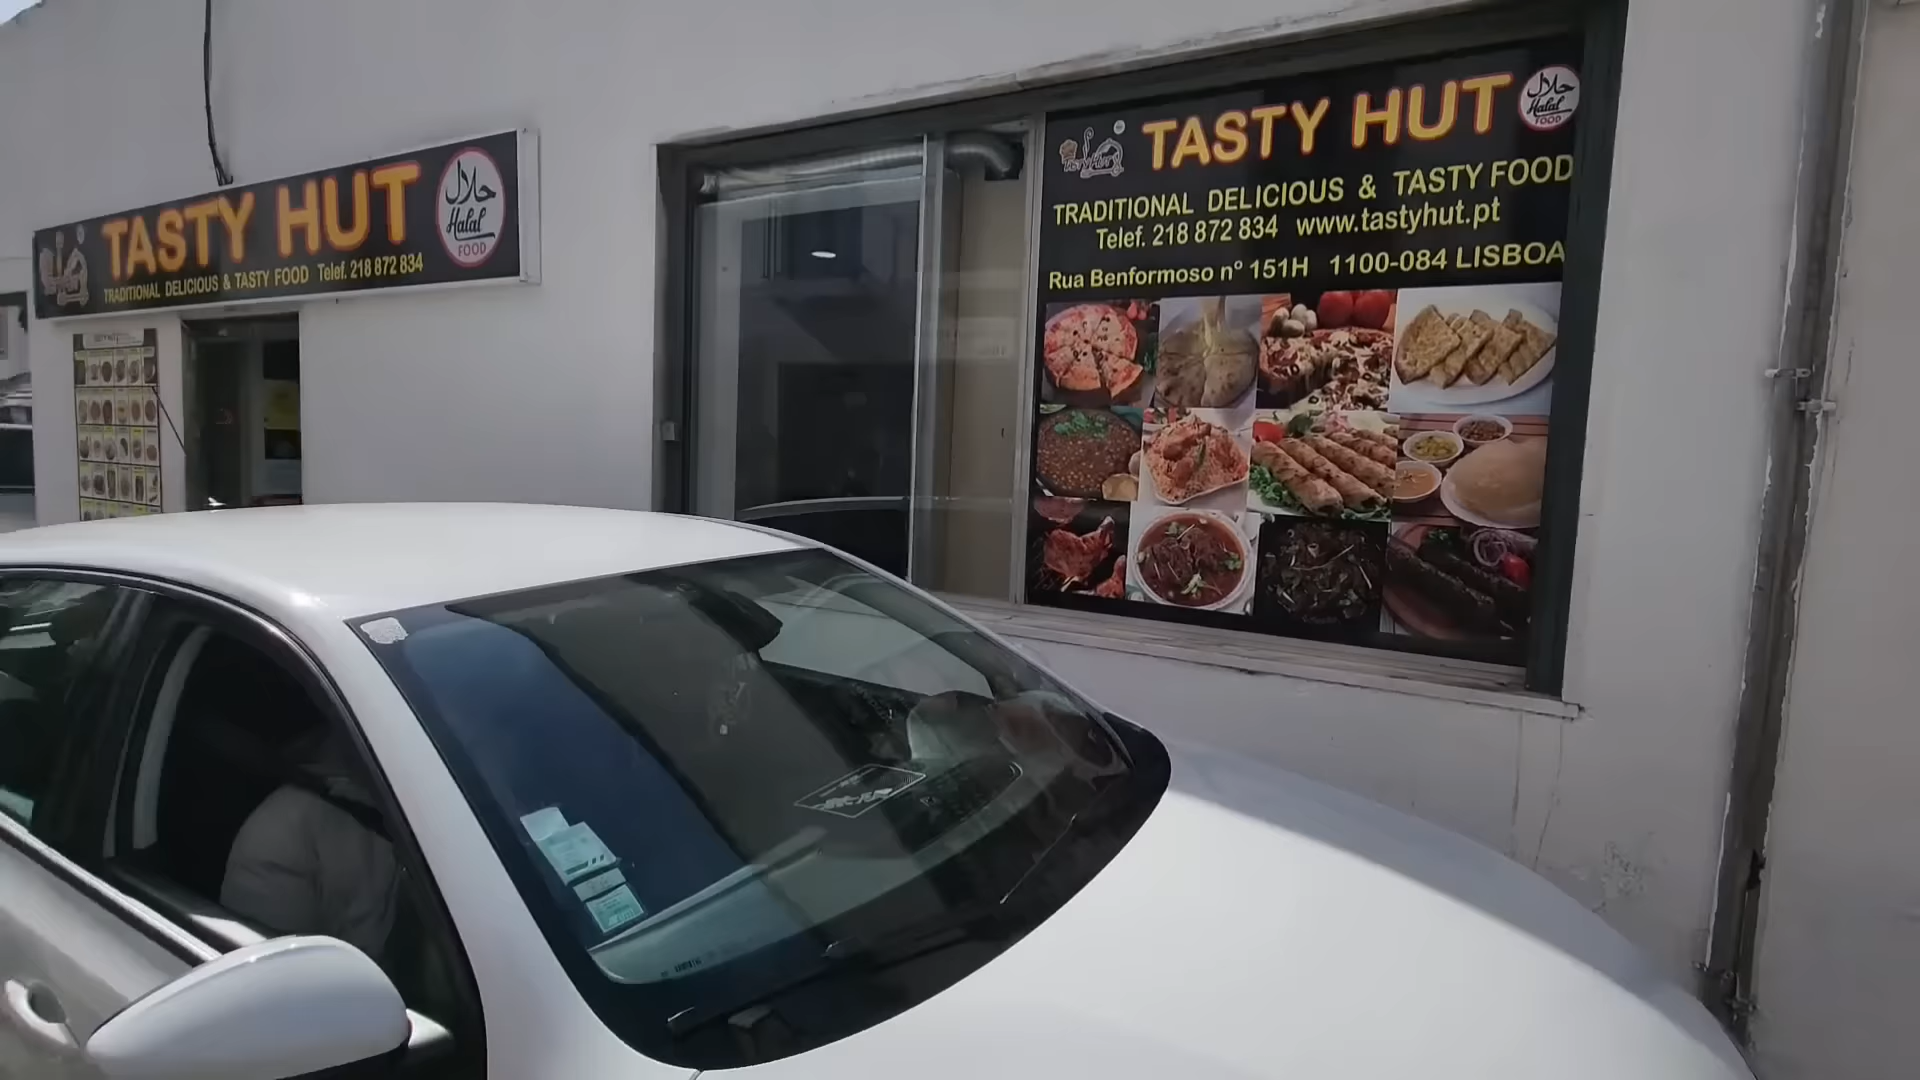 TASTY HUT
حلال
Halal
FOOD
TRADITIONAL DELICIOUS & TASTY FOOD Telef. 218 872 834
TASTY HUT
حلال
Halal
FOOD
TRADITIONAL DELICIOUS & TASTY FOOD
Telef. 218 872 834 www.tastyhut.pt
Rua Benformoso nº 151H 1100-084 LISBOA